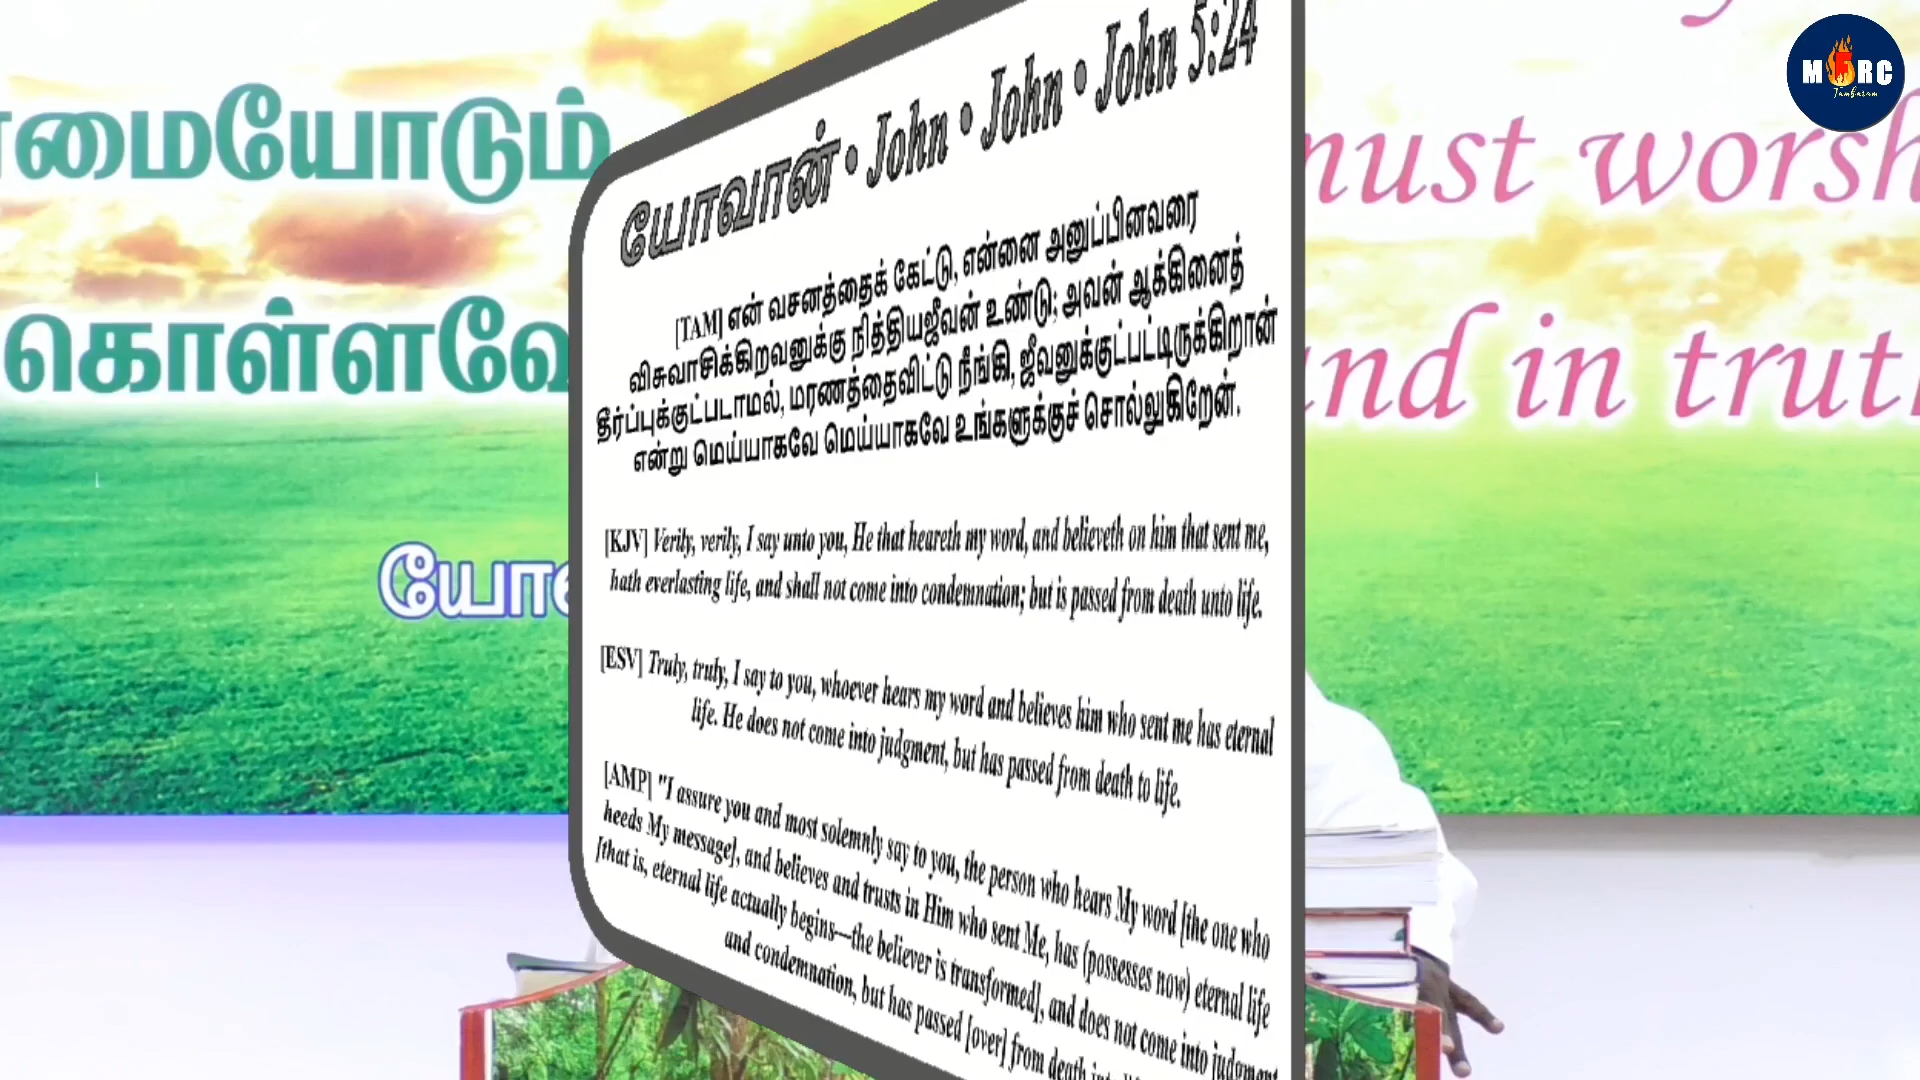 யோவான் • John • John • John 5:24
[TAM] என் வசனத்தைக் கேட்டு, என்னை அனுப்பினவரை
விசுவாசிக்கிறவனுக்கு நித்தியஜீவன் உண்டு; அவன் ஆக்கினைத்
தீர்ப்புக்குட்படாமல், மரணத்தைவிட்டு நீங்கி, ஜீவனுக்குட்பட்டிருக்கிறான்
என்று மெய்யாகவே மெய்யாகவே உங்களுக்குச் சொல்லுகிறேன்.
[KJV] Verily, verily, I say unto you, He that heareth my word, and believeth on him that sent me,
hath everlasting life, and shall not come into condemnation; but is passed from death unto life.
[ESV] Truly, truly, I say to you, whoever hears my word and believes him who sent me has eternal
life. He does not come into judgment, but has passed from death to life.
[AMP] "I assure you and most solemnly say to you, the person who hears My word [the one who
heeds My message], and believes and trusts in Him who sent Me, has (possesses now) eternal life
[that is, eternal life actually begins—the believer is transformed], and does not come into judgment
and condemnation, but has passed [over] from death
மையோடும்
கொள்ளவே
யோ
must worsh
and in trut
M RC
Tambaram